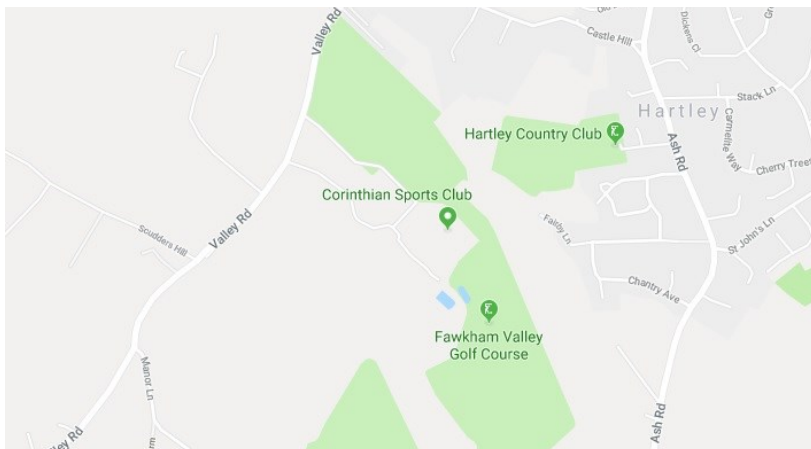 Valley Rd
Castle Hill
Dickens Ct
Stack Ln
Hartley
Carmelite Way
Ash Rd
Hartley Country Club
Cherry Trees
Corinthian Sports Club
Scudders Hill
Valley Rd
Fairby Ln
St John's Ln
Chantry Ave
Fawkham Valley
Golf Course
Manor Ln
Ash Rd